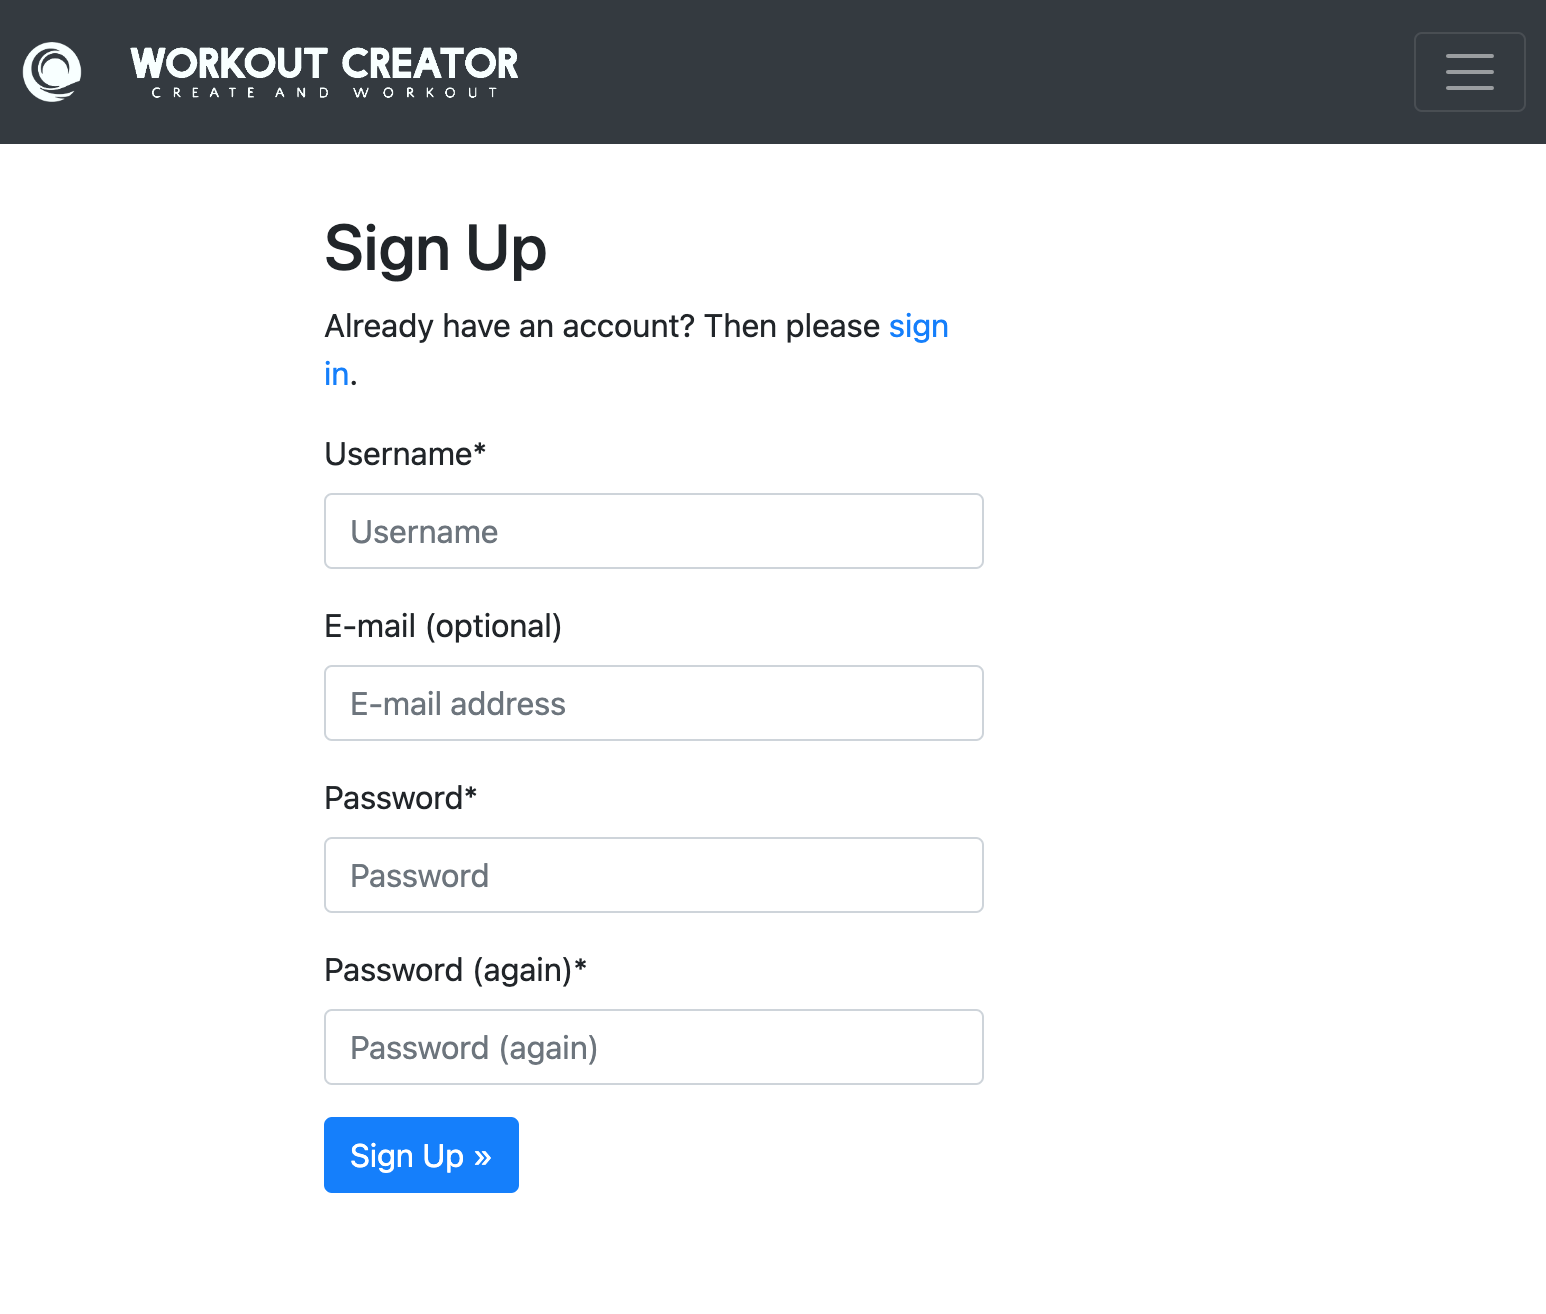 WORKOUT CREATOR
CREATE AND WORKOUT
Sign Up
Already have an account? Then please sign
in.
Username*
Username
E-mail (optional)
E-mail address
Password*
Password
Password (again)*
Password (again)
Sign Up »